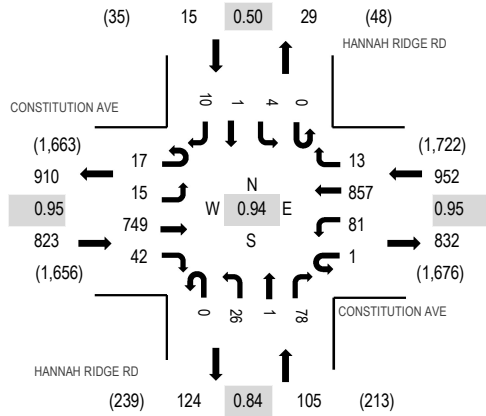 (35) 15 0.50 29 (48)
HANNAH RIDGE RD
10 1 4 0
CONSTITUTION AVE
(1,663) (1,722)
910 17 13 952
15 N 857
0.95 W 0.94 E 0.95
749 S 81
823 42 1 832
(1,656) (1,676)
0 26 1 78
CONSTITUTION AVE
HANNAH RIDGE RD
(239) 124 0.84 105 (213)